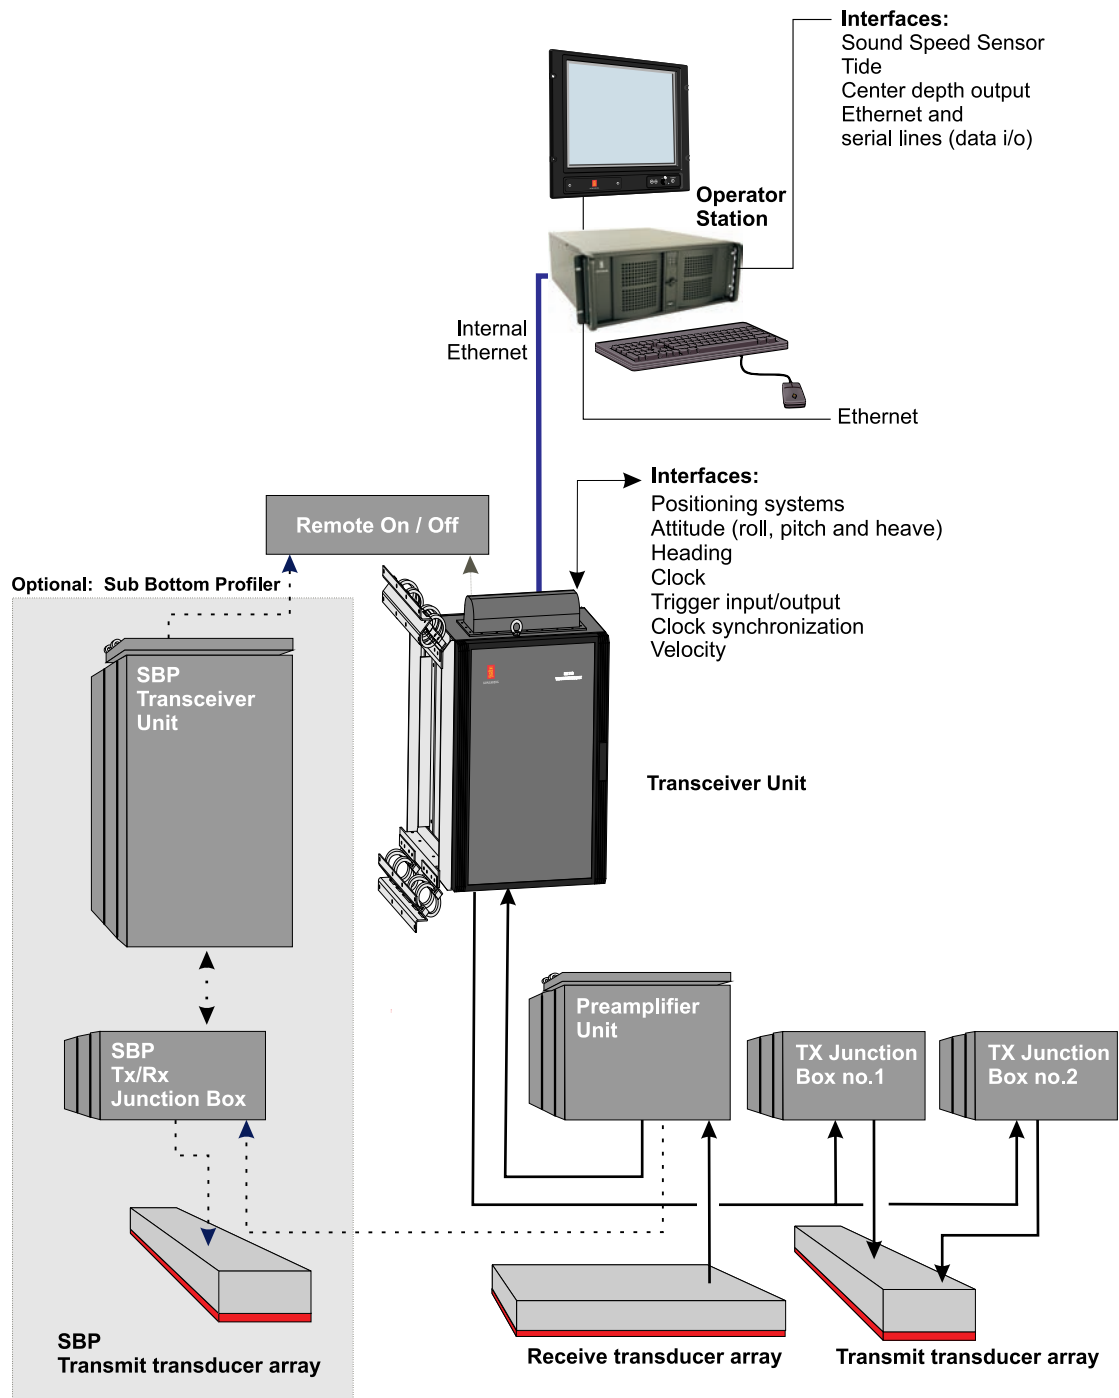 Interfaces:
Sound Speed Sensor
Tide
Center depth output
Ethernet and
serial lines (data i/o)
Operator
Station
Internal
Ethernet
Ethernet
Interfaces:
Positioning systems
Attitude (roll, pitch and heave)
Heading
Clock
Trigger input/output
Clock synchronization
Velocity
Remote On / Off
Optional: Sub Bottom Profiler
SBP
Transceiver
Unit
Transceiver Unit
Preamplifier
Unit
TX Junction
Box no.1
TX Junction
Box no.2
SBP
Tx/Rx
Junction Box
SBP
Transmit transducer array
Receive transducer array
Transmit transducer array